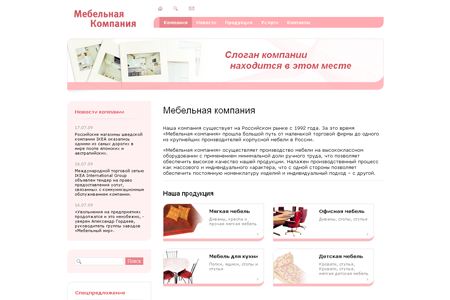 Мебельная
Компания
Компания
Новости
Продукция
Услуги
Контакты
Слоган компании
находится в этом месте
Новости компании
17.07.09
Российские магазины шведской
компании IKEA оказались
одними из самых дорогих в
мире после японских и
австралийских.
16.07.09
Международной торговой сетью
IKEA International Group
объявлен тендер на право
предоставления услуг,
связанных с коммуникационным
обслуживанием компании.
16.07.09
«Увольнения на предприятиях
продолжатся и это неизбежно», -
уверен Александр Гордеев,
руководитель группы заводов
«Мебельный мир».
Поиск
Спецпредложение
Мебельная компания
Наша компания существует на Российском рынке с 1992 года. За это время
«Мебельная компания» прошла большой путь от маленькой торговой фирмы до одного
из крупнейших производителей корпусной мебели в России.
«Мебельная компания» осуществляет производство мебели на высококлассном
оборудовании с применением минимальной доли ручного труда, что позволяет
обеспечить высокое качество нашей продукции. Налажен производственный процесс
как массового и индивидуального характера, что с одной стороны позволяет
обеспечить постоянную номенклатуру изделий и индивидуальный подход – с другой.
Наша продукция
Мягкая мебель
Диваны, кресла и
прочая мягкая мебель
Офисная мебель
Диваны, столы, стулья
Мебель для кухни
Полки, ящики, столы и
стулья
Детская мебель
Кровати, стулья,
Кровати, стулья,
мягкая детская мебель